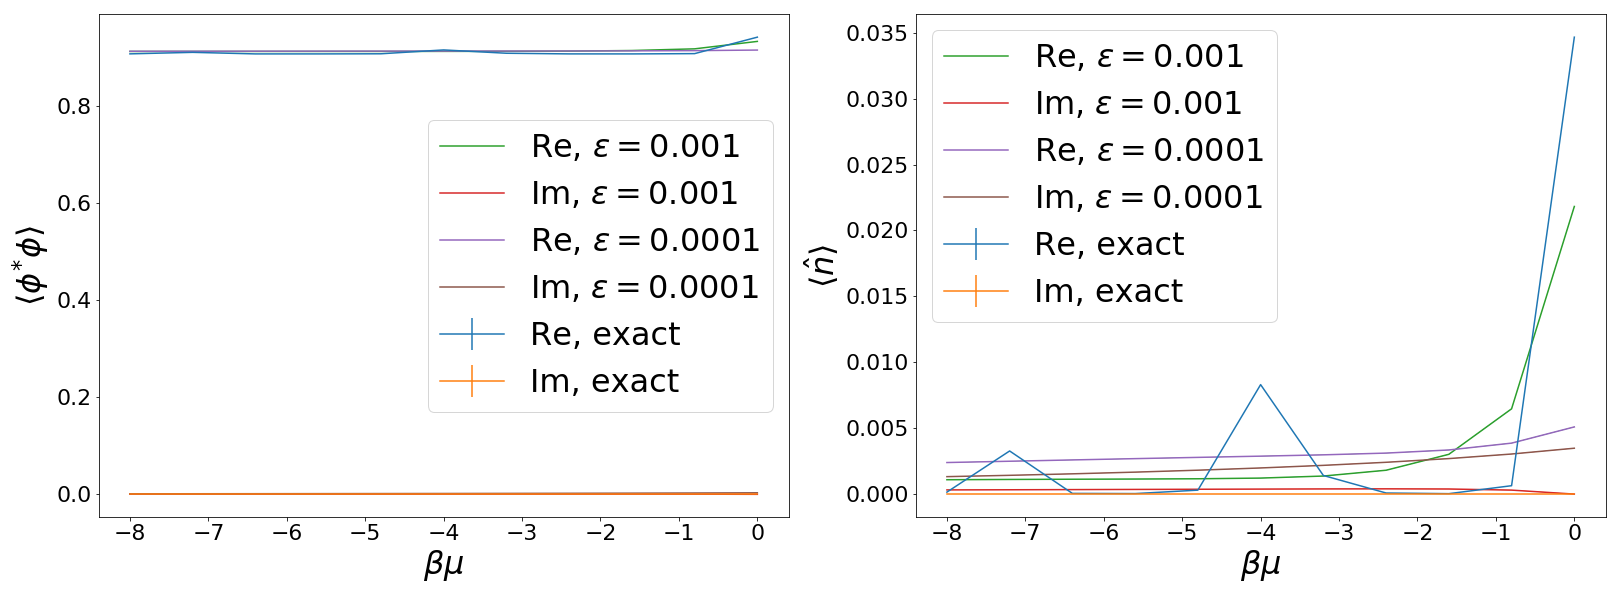 ⟨ϕ*ϕ⟩
0.8
0.6
0.4
0.2
0.0
Re, ε = 0.001
Im, ε = 0.001
Re, ε = 0.0001
Im, ε = 0.0001
Re, exact
Im, exact
−8 −7 −6 −5 −4 −3 −2 −1 0
βμ
⟨n̂⟩
0.035
0.030
0.025
0.020
0.015
0.010
0.005
0.000
Re, ε = 0.001
Im, ε = 0.001
Re, ε = 0.0001
Im, ε = 0.0001
Re, exact
Im, exact
−8 −7 −6 −5 −4 −3 −2 −1 0
βμ